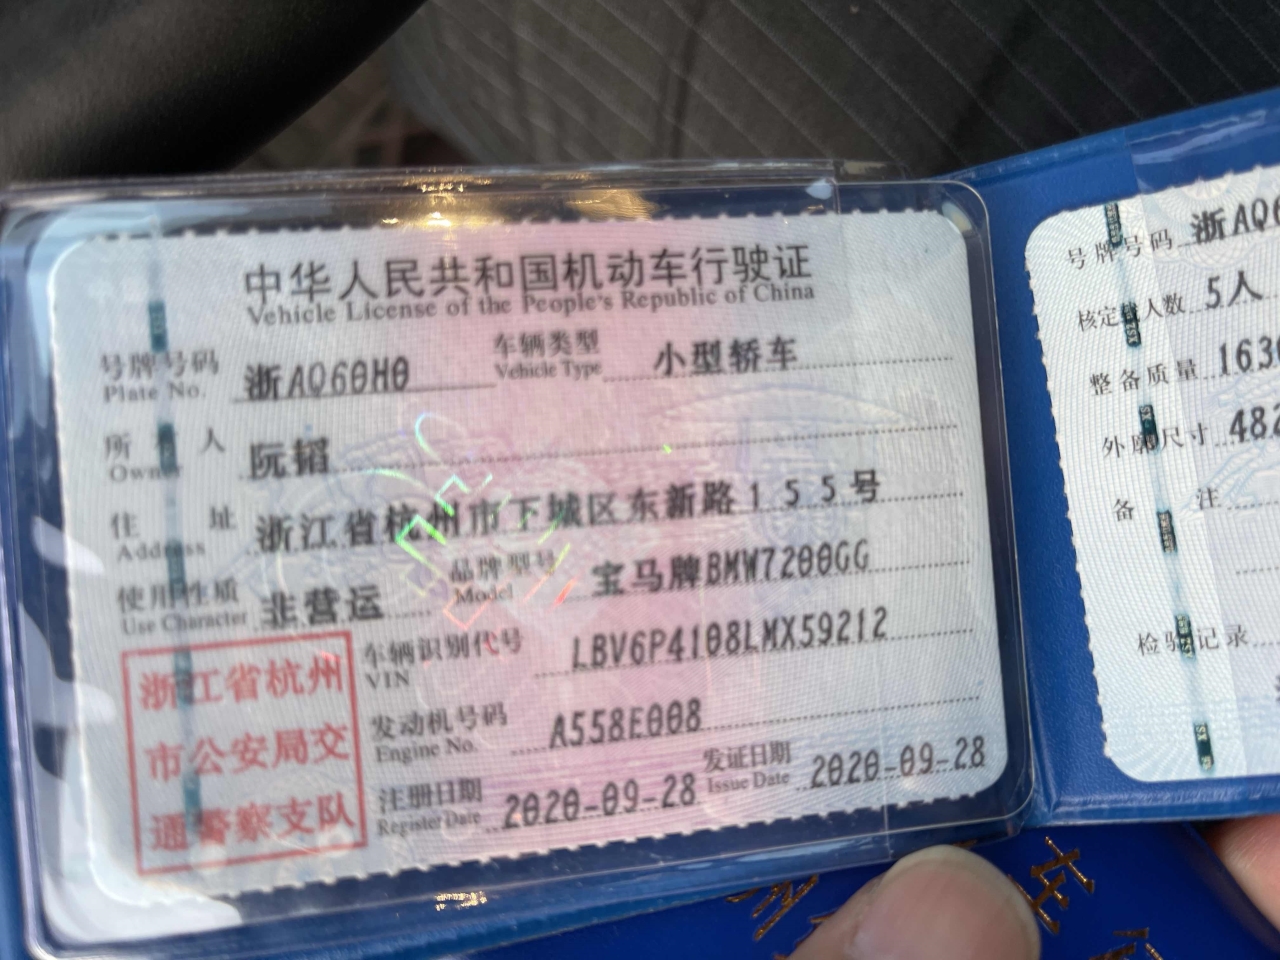 中华人民共和国机动车行驶证
Vehicle License of the People's Republic of China
号牌号码 浙AQ60H0 车辆类型 小型轿车
Plate No. Vehicle Type
所有人 阮韬
Owner
住址 浙江省杭州市下城区东新路155号
Address
使用性质 非营运 品牌型号 宝马牌BMW7200GG
Use Character Model
车辆识别代号 LBV6P4108LMX59212
VIN
发动机号码 A558E008
Engine No.
注册日期 2020-09-28 发证日期 2020-09-28
Register Date Issue Date
浙江省杭州
市公安局交
通警察支队
号牌号码 浙AQ6
核定载人数 5人
整备质量 163
外廓尺寸 482
备注
检验记录